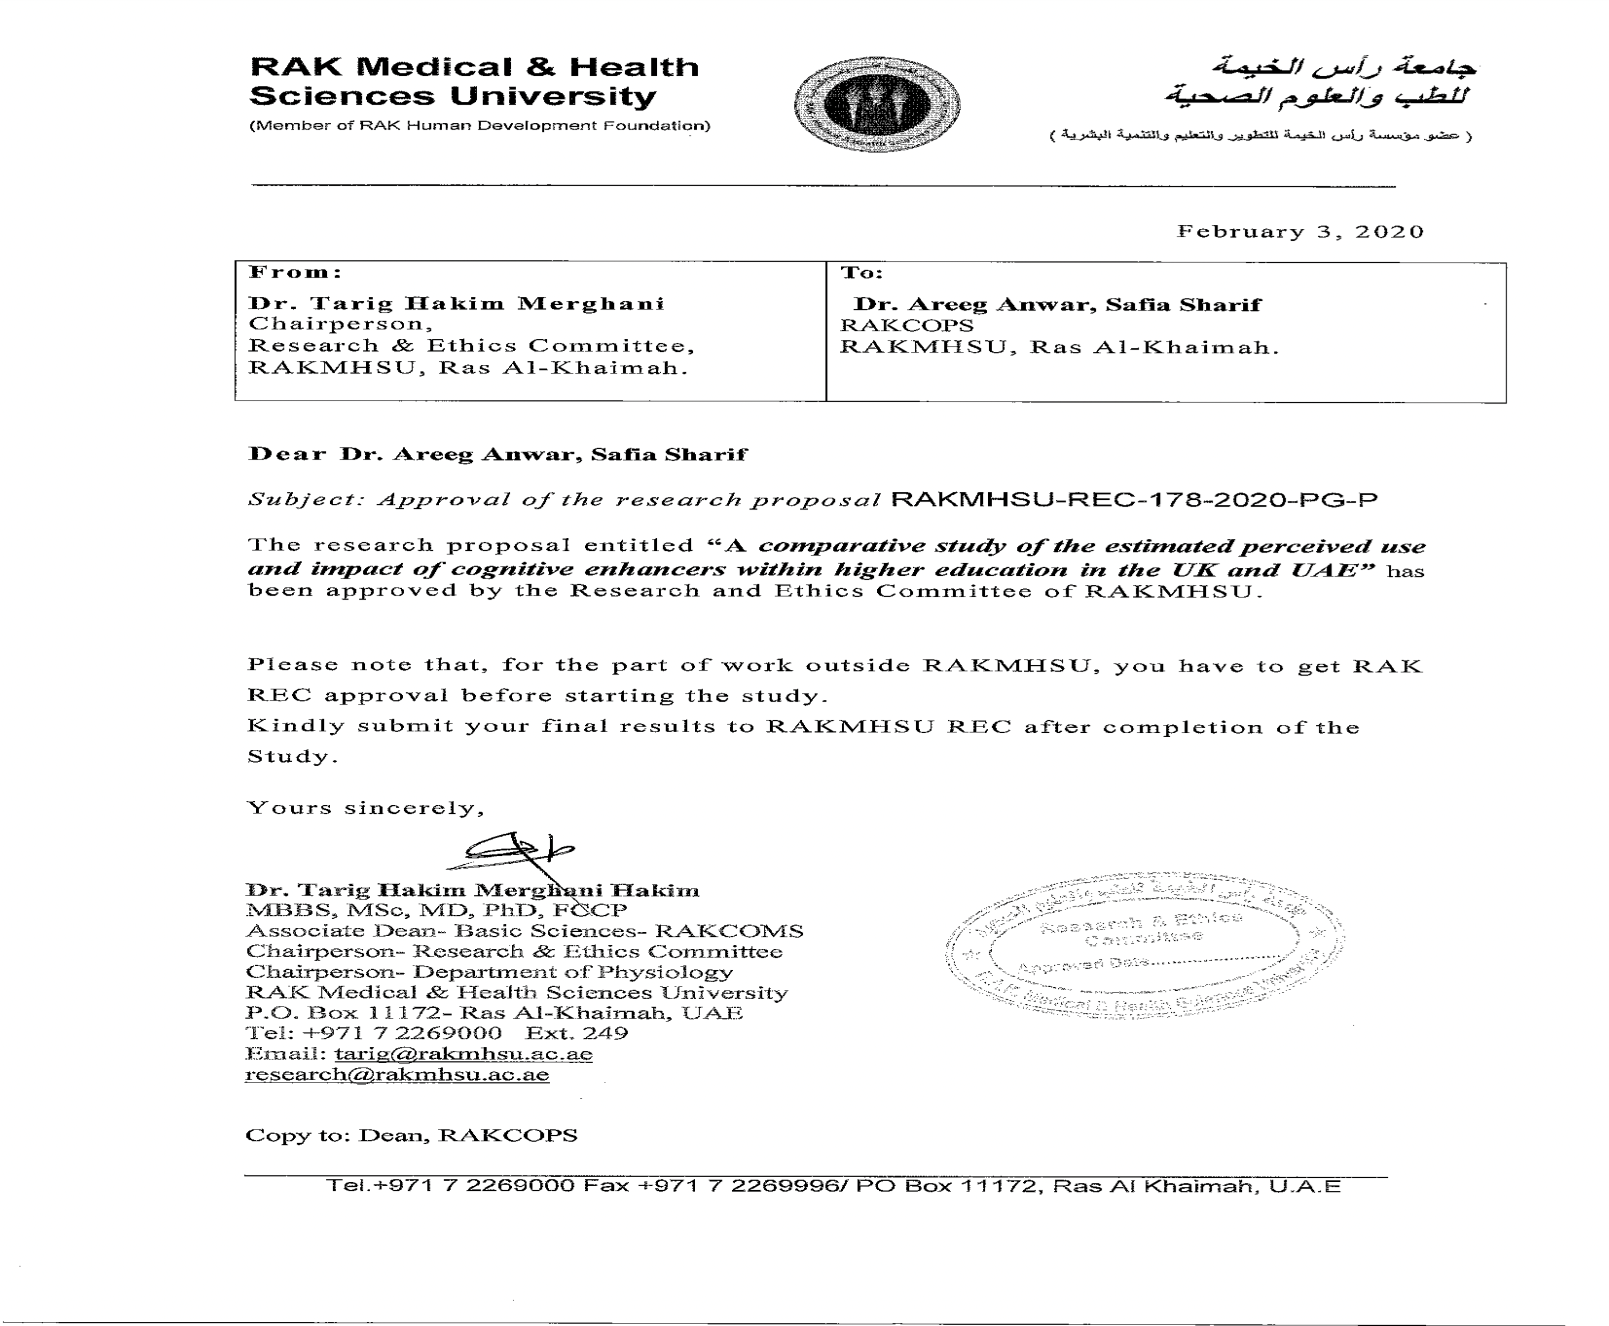 RAK Medical & Health
Sciences University
(Member of RAK Human Development Foundation)
جامعة رأس الخيمة
للطب والعلوم الصحية
( عضو مؤسسة رأس الخيمة للتطوير والتعليم والتنمية البشرية )
February 3, 2020
From:
Dr. Tarig Hakim Merghani
Chairperson,
Research & Ethics Committee,
RAKMHSU, Ras Al-Khaimah.
To:
Dr. Areeg Anwar, Safia Sharif
RAKCOPS
RAKMHSU, Ras Al-Khaimah.
Dear Dr. Areeg Anwar, Safia Sharif
Subject: Approval of the research proposal RAKMHSU-REC-178-2020-PG-P
The research proposal entitled “A comparative study of the estimated perceived use
and impact of cognitive enhancers within higher education in the UK and UAE” has
been approved by the Research and Ethics Committee of RAKMHSU.
Please note that, for the part of work outside RAKMHSU, you have to get RAK
REC approval before starting the study.
Kindly submit your final results to RAKMHSU REC after completion of the
Study.
Yours sincerely,
Dr. Tarig Hakim Merghani Hakim
MBBS, MSc, MD, PhD, FCCP
Associate Dean- Basic Sciences- RAKCOMS
Chairperson- Research & Ethics Committee
Chairperson- Department of Physiology
RAK Medical & Health Sciences University
P.O. Box 11172- Ras Al-Khaimah, UAE
Tel: +971 7 2269000 Ext. 249
Email: tarig@rakmhsu.ac.ae
research@rakmhsu.ac.ae
Research & Ethics
Committee
Approved Date..............................
R.A.K Medical & Health Sciences University
Copy to: Dean, RAKCOPS
Tel.+971 7 2269000 Fax +971 7 2269996/ PO Box 11172, Ras Al Khaimah, U.A.E